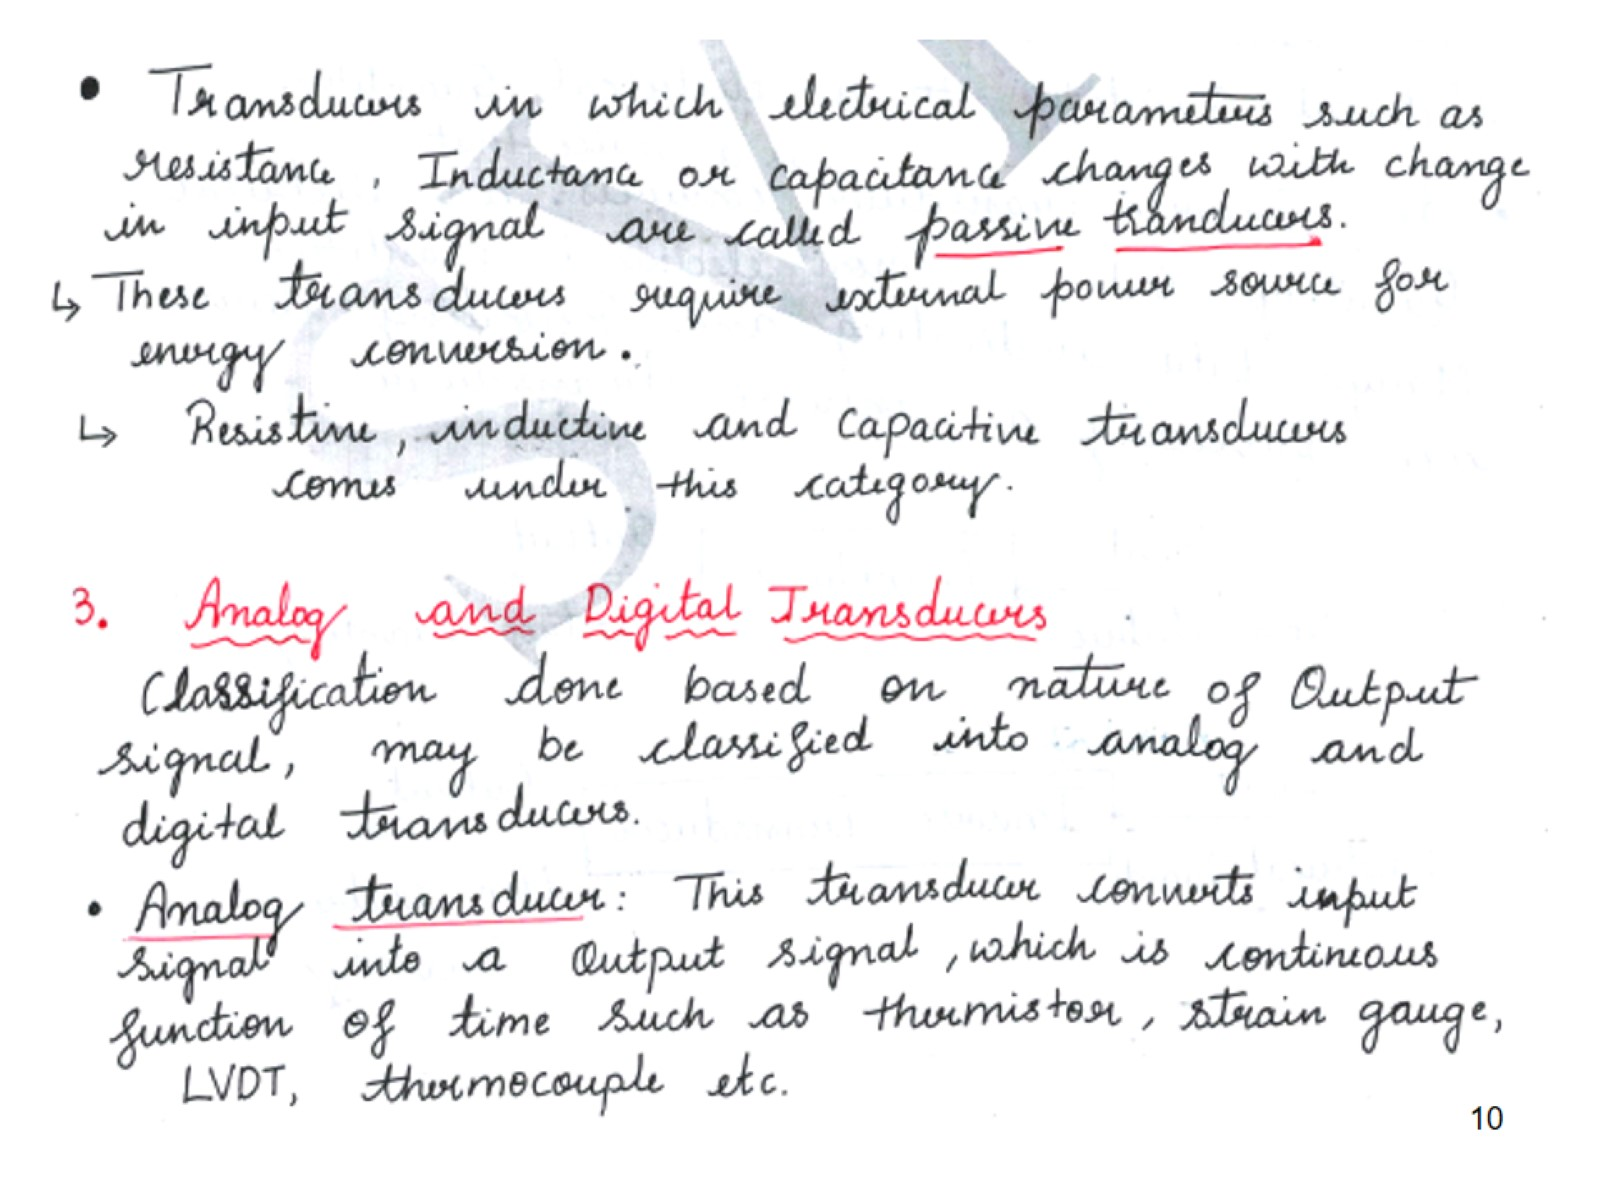 • Transducers in which electrical parameters such as
resistance, Inductance or capacitance changes with change
in input signal are called passive tranducers.
↳ These transducers require external power source for
energy conversion.
↳ Resistive, inductive and capacitive transducers
comes under this category.
3. Analog and Digital Transducers
Classification done based on nature of Output
signal, may be classified into analog and
digital transducers.
• Analog transducer: This transducer converts input
signal into a Output signal, which is continuous
function of time such as thermistor, strain gauge,
LVDT, thermocouple etc.
10